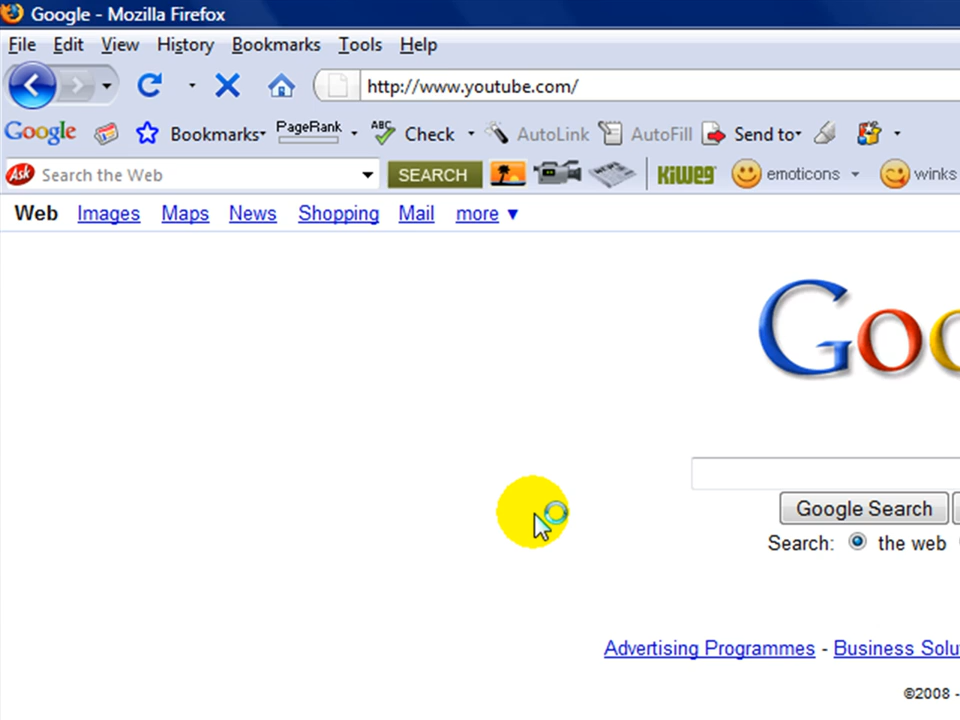 Google - Mozilla Firefox
File Edit View History Bookmarks Tools Help
http://www.youtube.com/
Google Bookmarks PageRank ABC Check AutoLink AutoFill Send to
Ask Search the Web SEARCH KIWEE emoticons winks
Web Images Maps News Shopping Mail more ▼
Goo
Google Search
Search: the web
Advertising Programmes - Business Solu
©2008 -